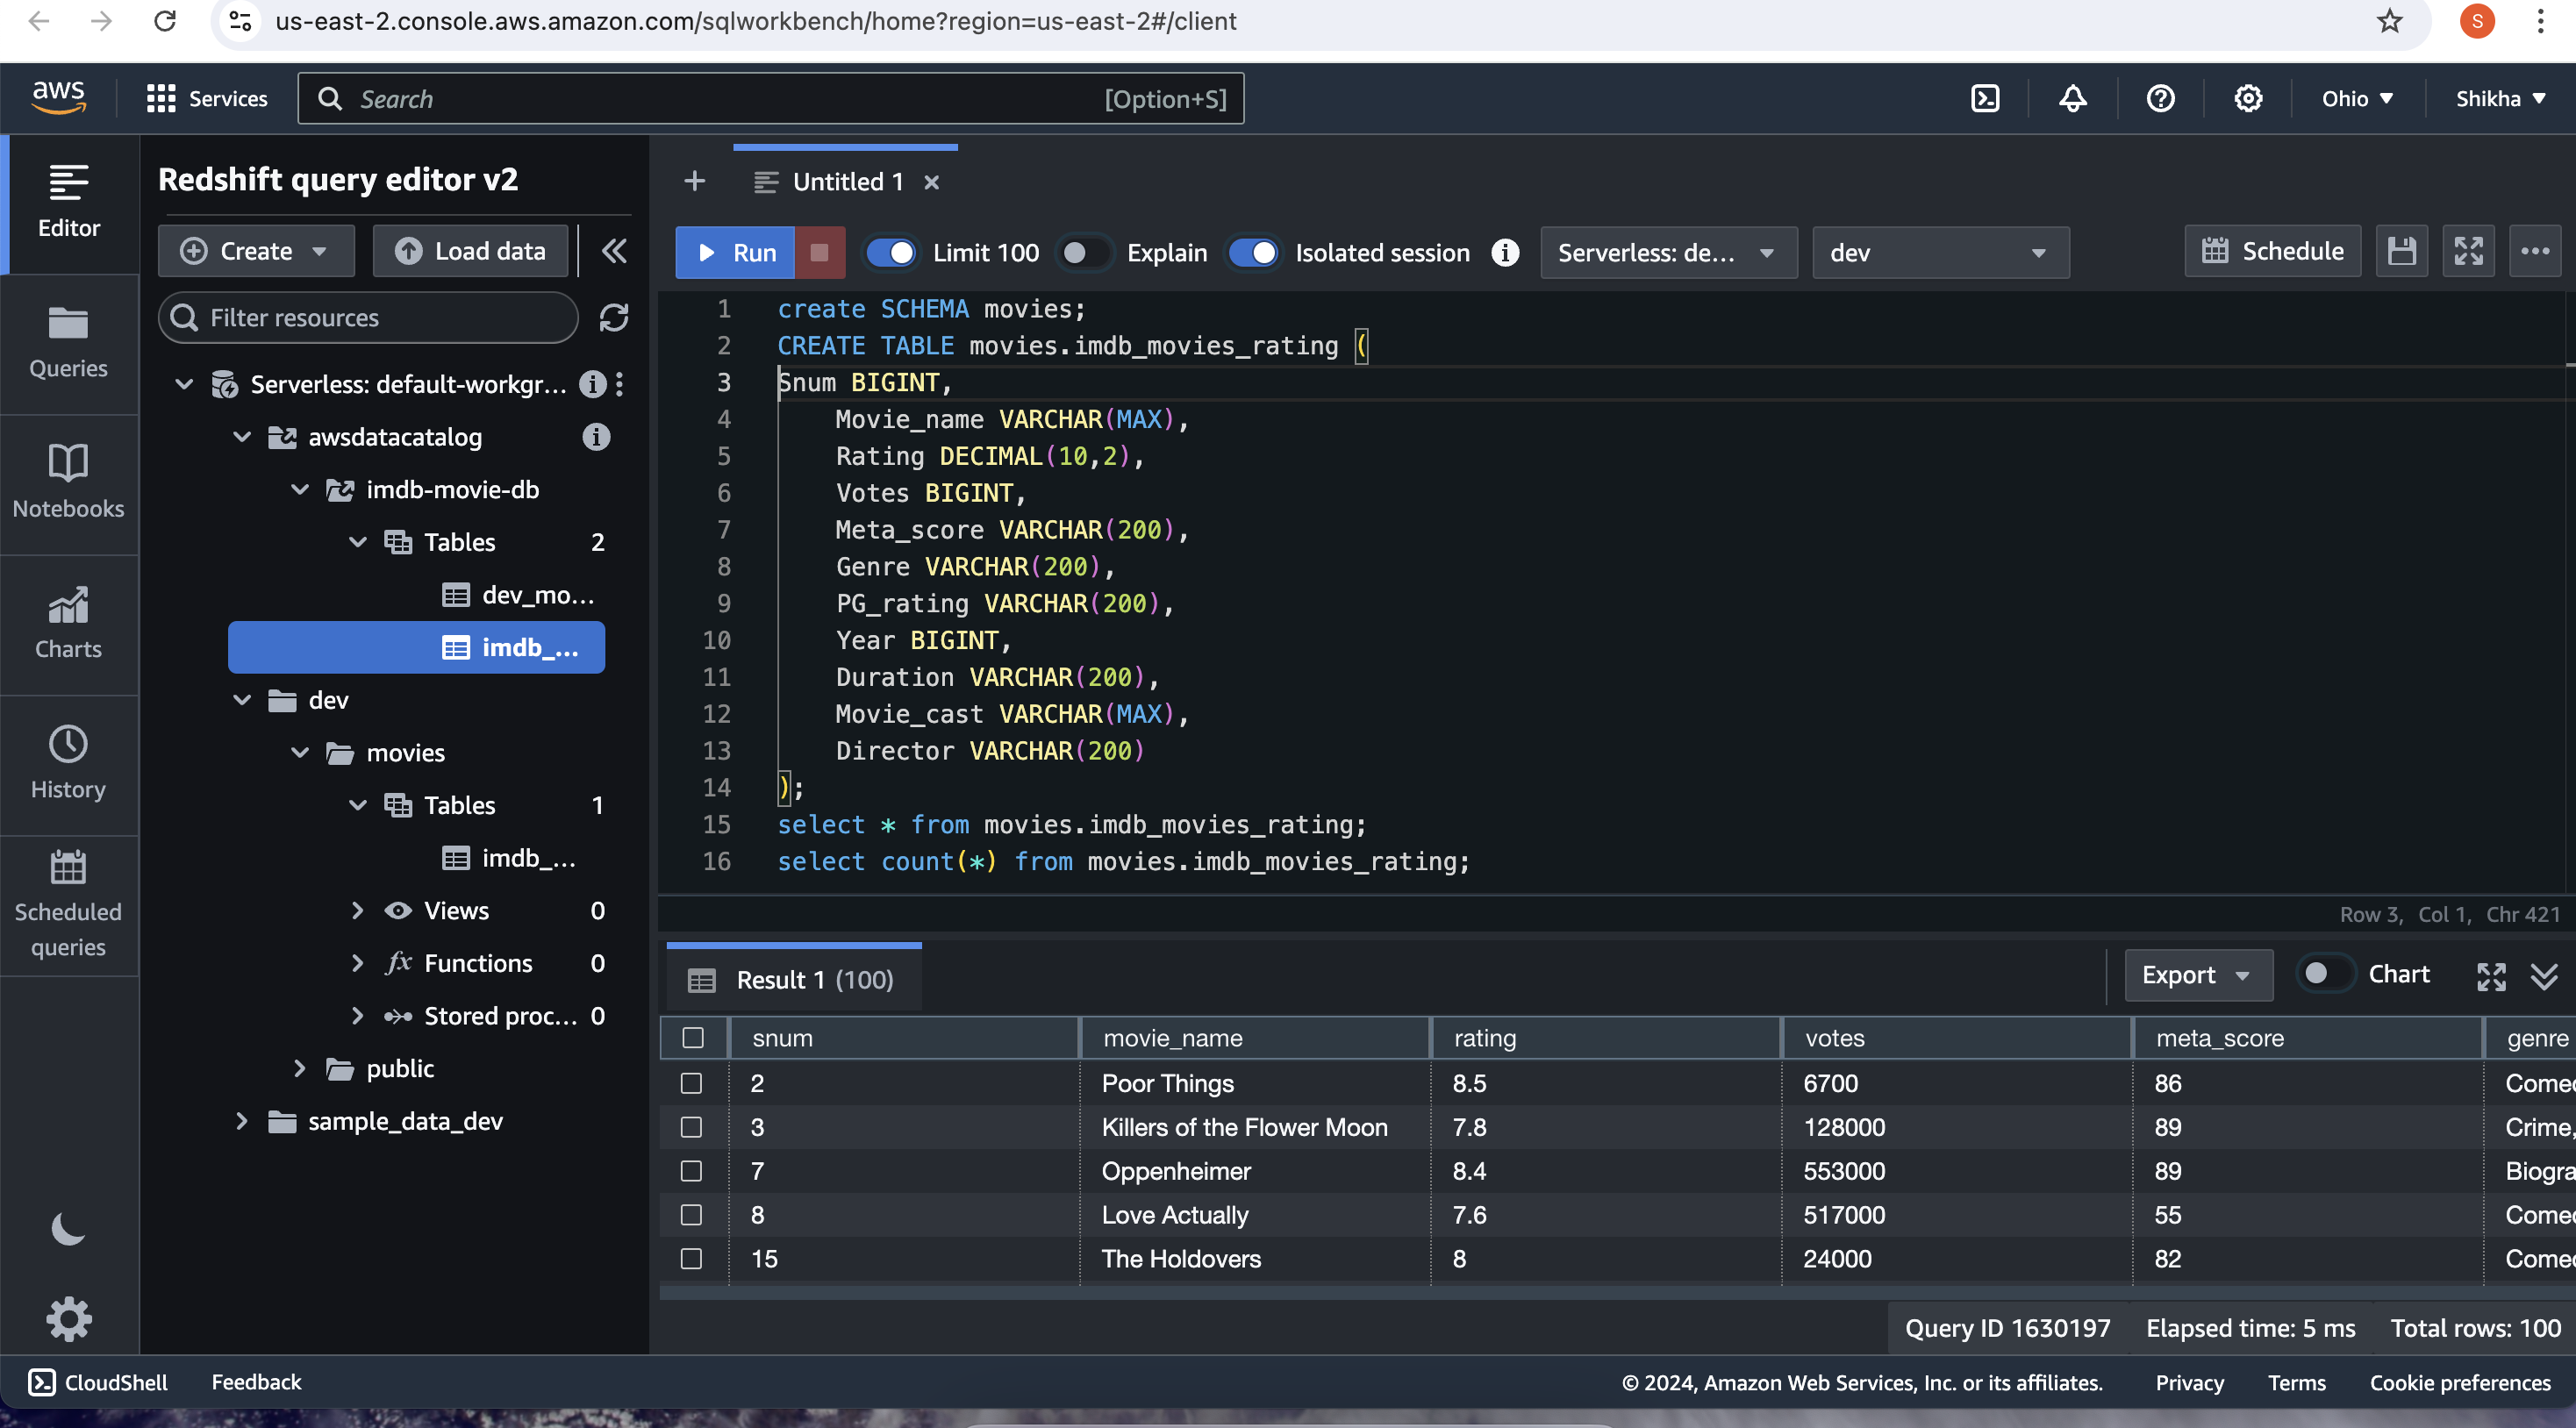 us-east-2.console.aws.amazon.com/sqlworkbench/home?region=us-east-2#/client
S
aws
Services
Search
[Option+S]
Ohio
Shikha
Editor
Queries
Notebooks
Charts
History
Scheduled
queries
Redshift query editor v2
Create
Load data
Filter resources
Serverless: default-workgr...
awsdatacatalog
imdb-movie-db
Tables 2
dev_mo...
imdb_...
dev
movies
Tables 1
imdb_...
Views 0
fx Functions 0
Stored proc... 0
public
sample_data_dev
Untitled 1
Run
Limit 100
Explain
Isolated session
Serverless: de...
dev
Schedule
1 create SCHEMA movies;
2 CREATE TABLE movies.imdb_movies_rating (
3 Snum BIGINT,
4 Movie_name VARCHAR(MAX),
5 Rating DECIMAL(10,2),
6 Votes BIGINT,
7 Meta_score VARCHAR(200),
8 Genre VARCHAR(200),
9 PG_rating VARCHAR(200),
10 Year BIGINT,
11 Duration VARCHAR(200),
12 Movie_cast VARCHAR(MAX),
13 Director VARCHAR(200)
14 );
15 select * from movies.imdb_movies_rating;
16 select count(*) from movies.imdb_movies_rating;
Row 3, Col 1, Chr 421
Result 1 (100)
Export
Chart
snum movie_name rating votes meta_score genre
2 Poor Things 8.5 6700 86 Come
3 Killers of the Flower Moon 7.8 128000 89 Crime,
7 Oppenheimer 8.4 553000 89 Biogra
8 Love Actually 7.6 517000 55 Come
15 The Holdovers 8 24000 82 Come
Query ID 1630197 Elapsed time: 5 ms Total rows: 100
CloudShell
Feedback
© 2024, Amazon Web Services, Inc. or its affiliates.
Privacy
Terms
Cookie preferences